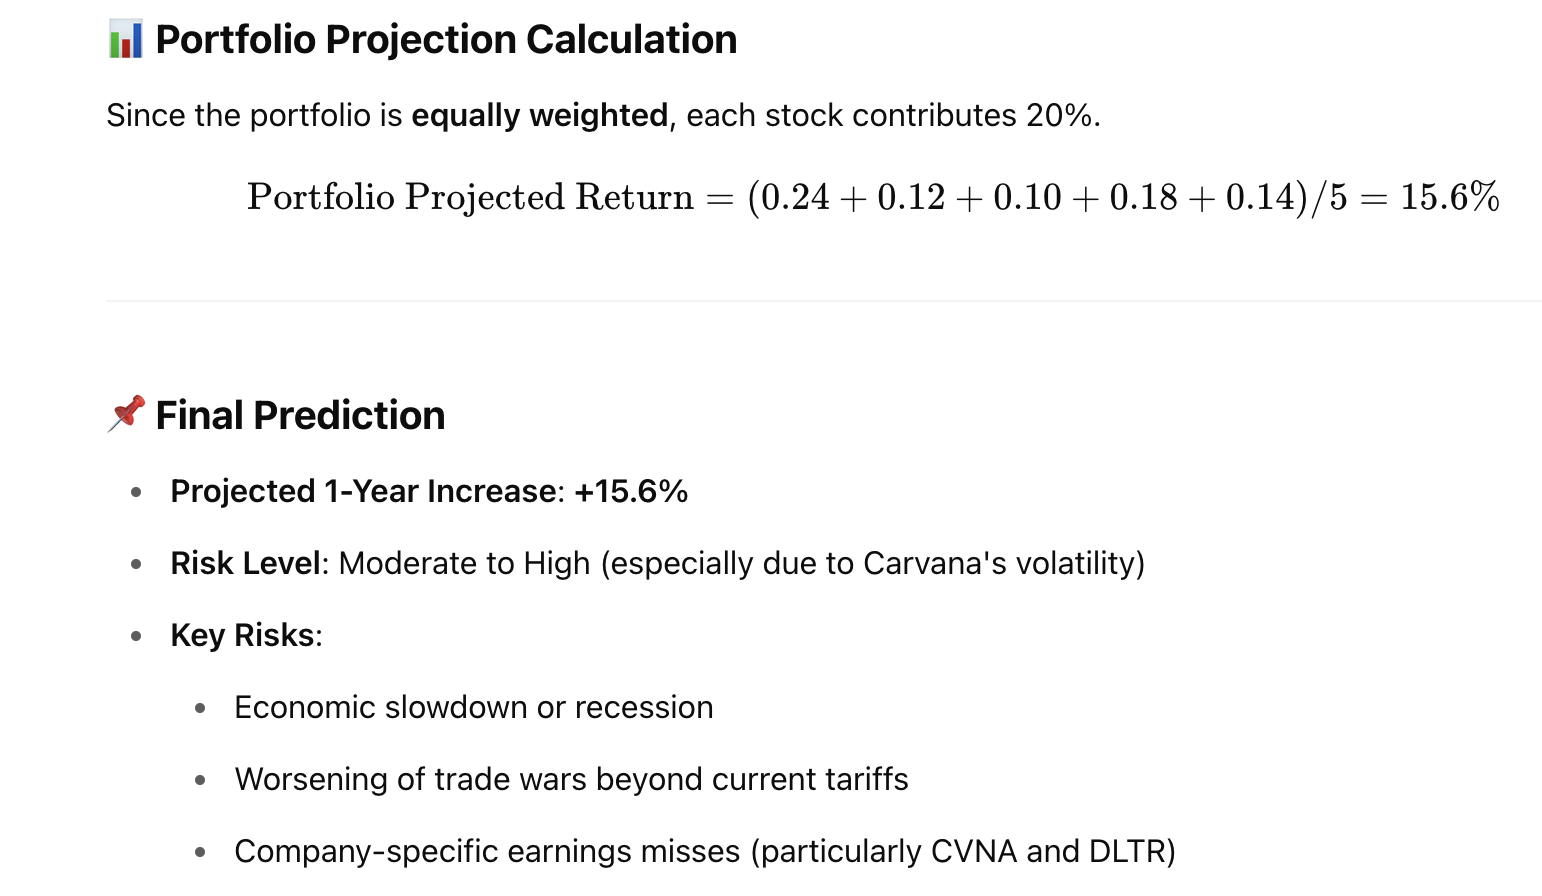 📊 Portfolio Projection Calculation
Since the portfolio is equally weighted, each stock contributes 20%.
Portfolio Projected Return = (0.24 + 0.12 + 0.10 + 0.18 + 0.14)/5 = 15.6%
📌 Final Prediction
• Projected 1-Year Increase: +15.6%
• Risk Level: Moderate to High (especially due to Carvana's volatility)
• Key Risks:
• Economic slowdown or recession
• Worsening of trade wars beyond current tariffs
• Company-specific earnings misses (particularly CVNA and DLTR)